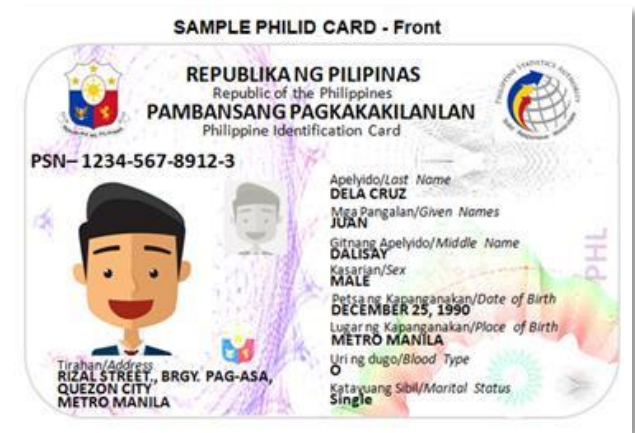 SAMPLE PHILID CARD - Front
REPUBLIKA NG PILIPINAS
Republic of the Philippines
PAMBANSANG PAGKAKAKILANLAN
Philippine Identification Card
PSN– 1234-567-8912-3
Apelyido/Last Name
DELA CRUZ
Mga Pangalan/Given Names
JUAN
Gitnang Apelyido/Middle Name
DALISAY
Kasarian/Sex
MALE
Petsa ng Kapanganakan/Date of Birth
DECEMBER 25, 1990
Lugar ng Kapanganakan/Place of Birth
METRO MANILA
Uri ng dugo/Blood Type
O
Katayuang Sibil/Marital Status
Single
PHL
Tirahan/Address
RIZAL STREET., BRGY. PAG-ASA,
QUEZON CITY
METRO MANILA